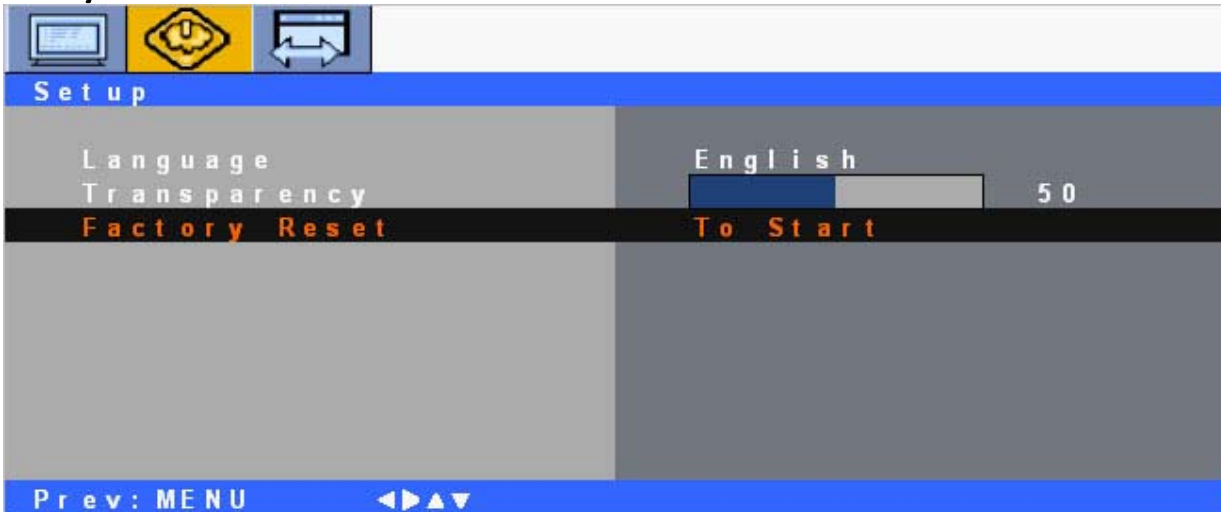 Setup
Language English
Transparency 50
Factory Reset To Start
Prev: MENU ◀▶▲▼